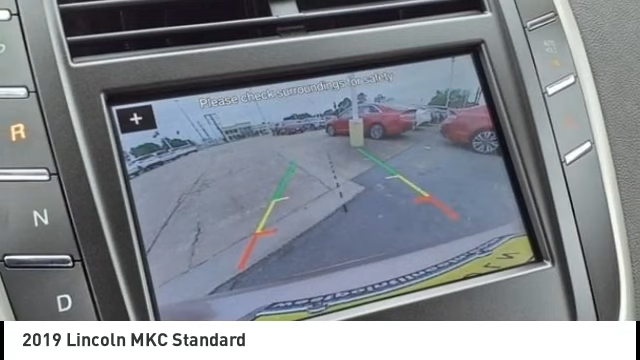 Please check surroundings for safety
+
R
N
D
2019 Lincoln MKC Standard